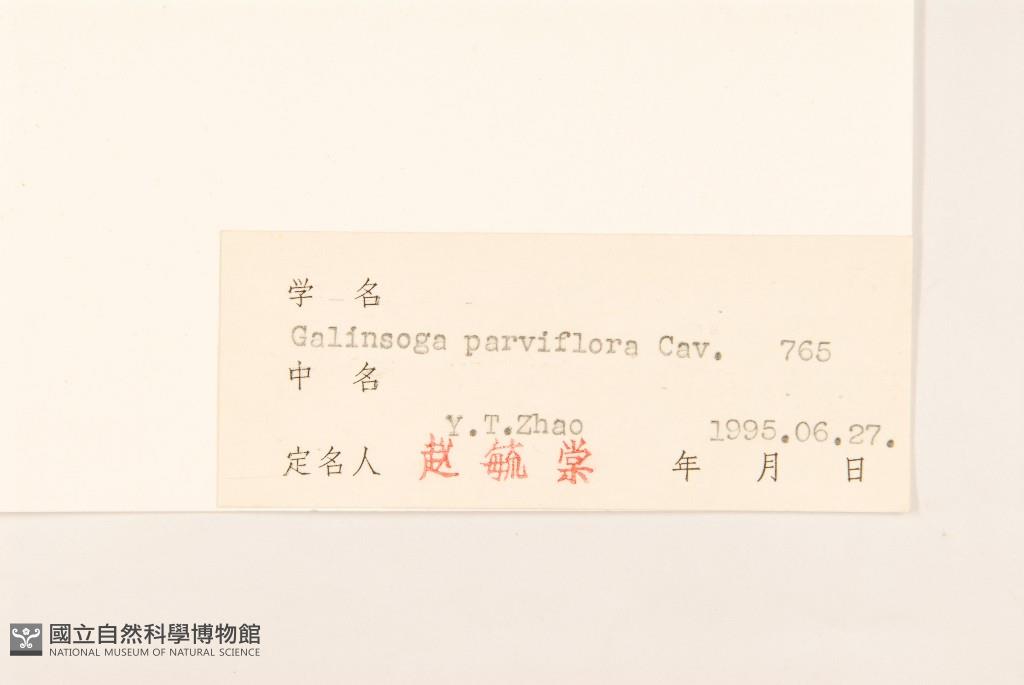 学 名
Galinsoga parviflora Cav. 765
中 名
Y.T.Zhao 1995.06.27.
定名人 赵毓棠 年 月 日
國立自然科學博物館
NATIONAL MUSEUM OF NATURAL SCIENCE